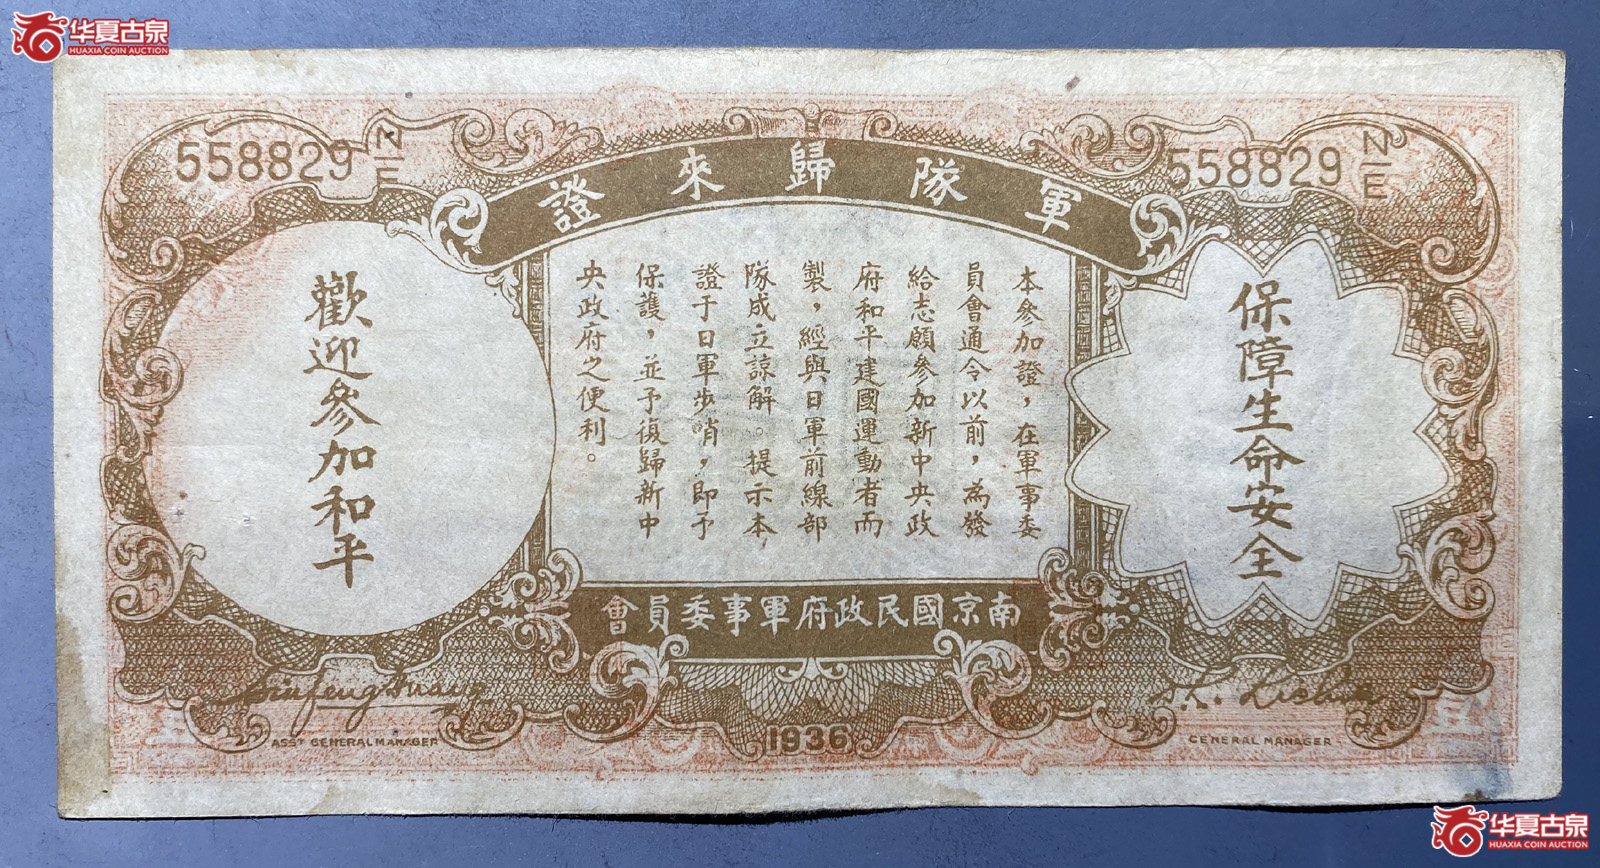 华夏古泉
HUAXIA COIN AUCTION
558829 N/E
558829 N/E
軍隊歸來證
保障生命安全
本參加證，在軍事委
員會通令以前，為發
給志願參加新中央政
府和平建國運動者而
製，經與日軍前線部
隊成立諒解。提示本
證于日軍步哨，即予
保護，並予復歸新中
央政府之便利。
歡迎參加和平
南京國民政府軍事委員會
ASST GENERAL MANAGER
1936
GENERAL MANAGER
华夏古泉
HUAXIA COIN AUCTION